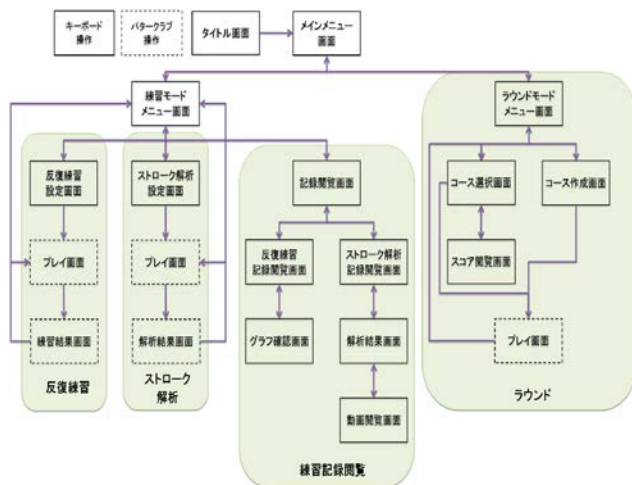 キーボード
操作
パタークラブ
操作
タイトル画面
メインメニュー
画面
練習モード
メニュー画面
ラウンドモード
メニュー画面
反復練習
設定画面
ストローク解析
設定画面
記録閲覧画面
コース選択画面
コース作成画面
プレイ画面
プレイ画面
反復練習
記録閲覧画面
ストローク解析
記録閲覧画面
スコア閲覧画面
練習結果画面
解析結果画面
グラフ確認画面
解析結果画面
プレイ画面
反復練習
ストローク
解析
動画閲覧画面
ラウンド
練習記録閲覧